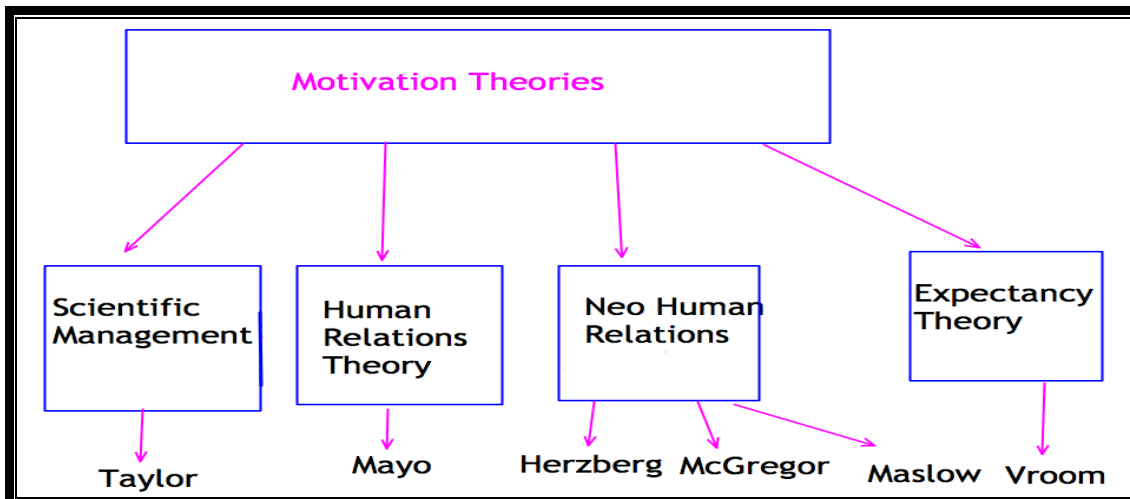 Motivation Theories
Scientific
Management
Human
Relations
Theory
Neo Human
Relations
Expectancy
Theory
Taylor
Mayo
Herzberg
McGregor
Maslow
Vroom